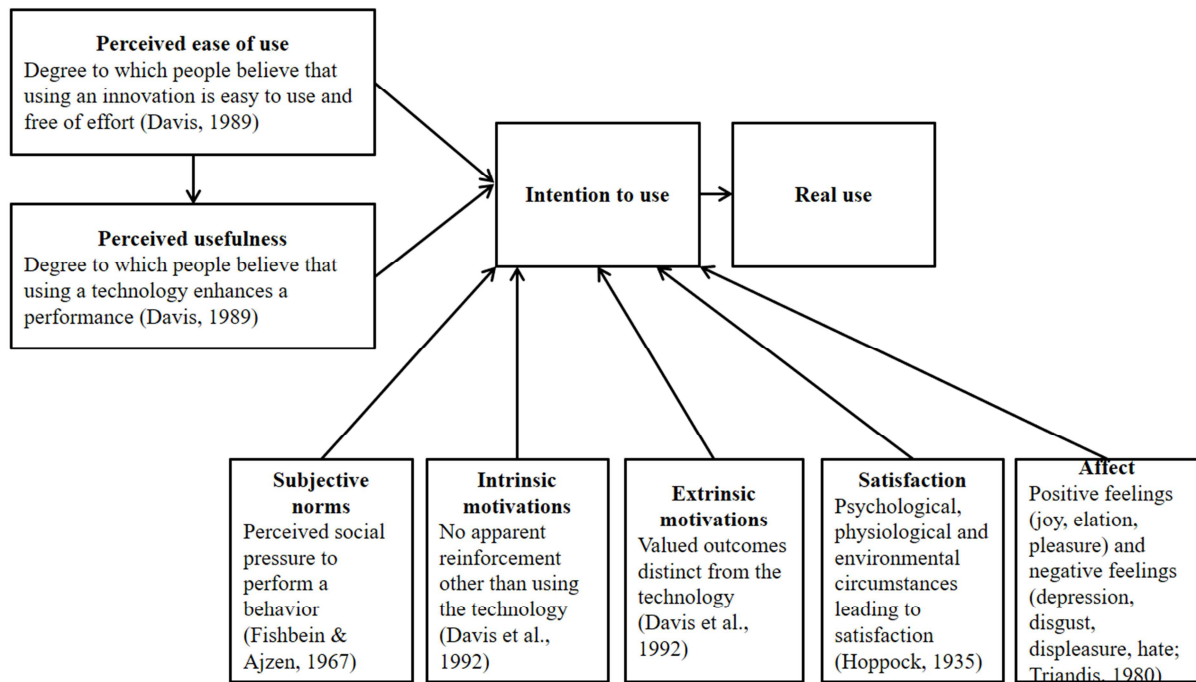 Perceived ease of use
Degree to which people believe that
using an innovation is easy to use and
free of effort (Davis, 1989)
Perceived usefulness
Degree to which people believe that
using a technology enhances a
performance (Davis, 1989)
Intention to use
Real use
Subjective
norms
Perceived social
pressure to
perform a
behavior
(Fishbein &
Ajzen, 1967)
Intrinsic
motivations
No apparent
reinforcement
other than using
the technology
(Davis et al.,
1992)
Extrinsic
motivations
Valued outcomes
distinct from the
technology
(Davis et al.,
1992)
Satisfaction
Psychological,
physiological and
environmental
circumstances
leading to
satisfaction
(Hoppock, 1935)
Affect
Positive feelings
(joy, elation,
pleasure) and
negative feelings
(depression,
disgust,
displeasure, hate;
Triandis, 1980)